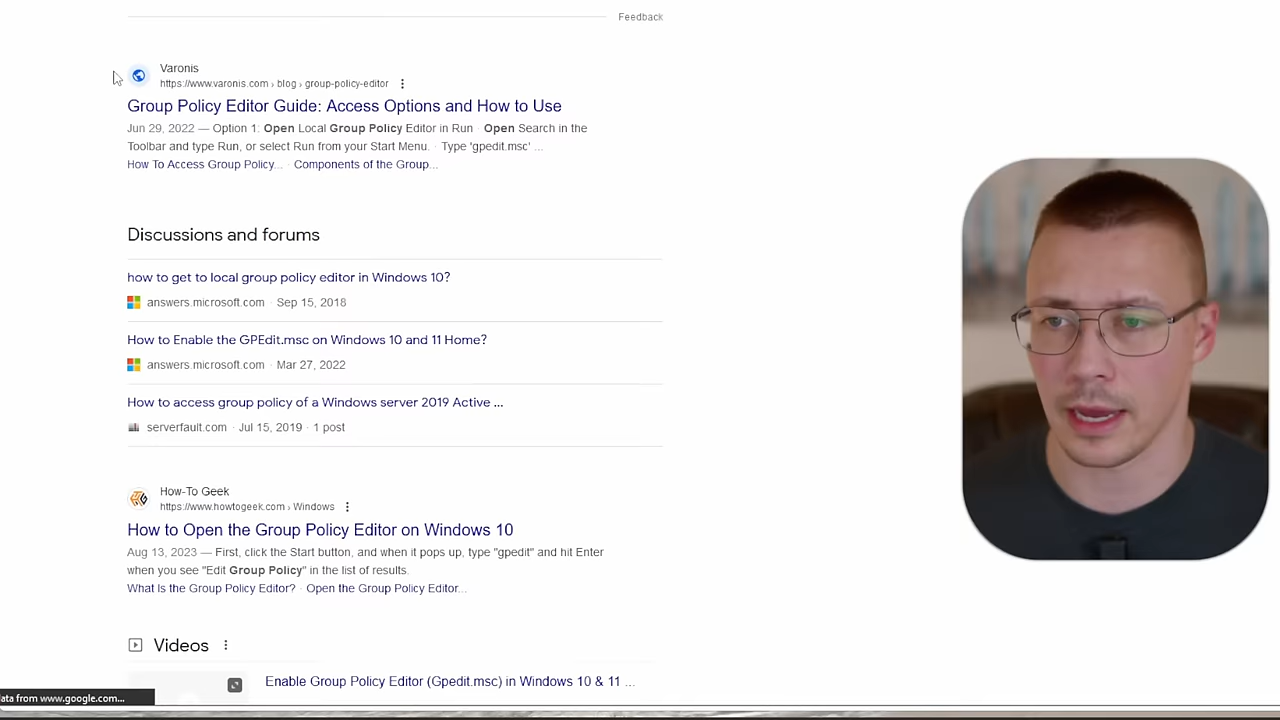 Feedback
Varonis
https://www.varonis.com › blog › group-policy-editor
Group Policy Editor Guide: Access Options and How to Use
Jun 29, 2022 — Option 1: Open Local Group Policy Editor in Run · Open Search in the
Toolbar and type Run, or select Run from your Start Menu. · Type 'gpedit.msc' ...
How To Access Group Policy... · Components of the Group...
Discussions and forums
how to get to local group policy editor in Windows 10?
answers.microsoft.com · Sep 15, 2018
How to Enable the GPEdit.msc on Windows 10 and 11 Home?
answers.microsoft.com · Mar 27, 2022
How to access group policy of a Windows server 2019 Active ...
serverfault.com · Jul 15, 2019 · 1 post
How-To Geek
https://www.howtogeek.com › Windows
How to Open the Group Policy Editor on Windows 10
Aug 13, 2023 — First, click the Start button, and when it pops up, type "gpedit" and hit Enter
when you see "Edit Group Policy" in the list of results.
What Is the Group Policy Editor? · Open the Group Policy Editor...
Videos
Enable Group Policy Editor (Gpedit.msc) in Windows 10 & 11 ...
ata from www.google.com...